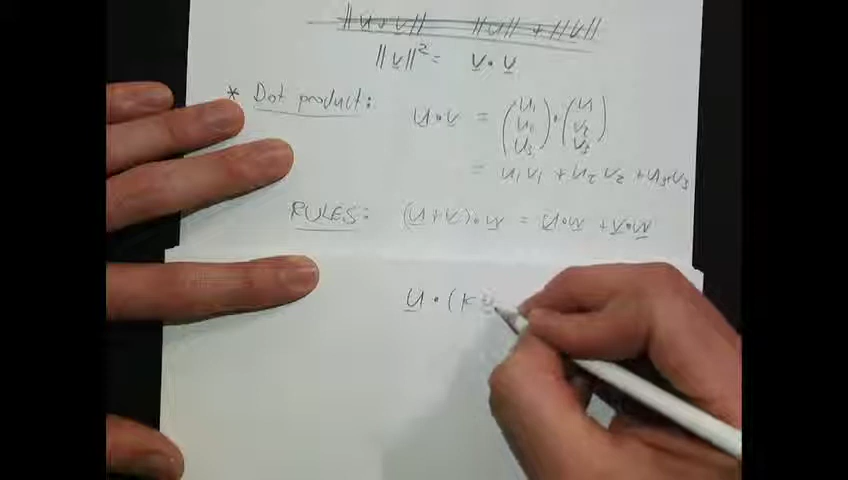 ||u+v|| ||u|| + ||v||
||v||² = v · v
* Dot product: u·v = (u₁ u₂ u₃)·(v₁ v₂ v₃)
= u₁v₁ + u₂v₂ + u₃v₃
RULES: (u+v)·w = u·w + v·w
u · (k v